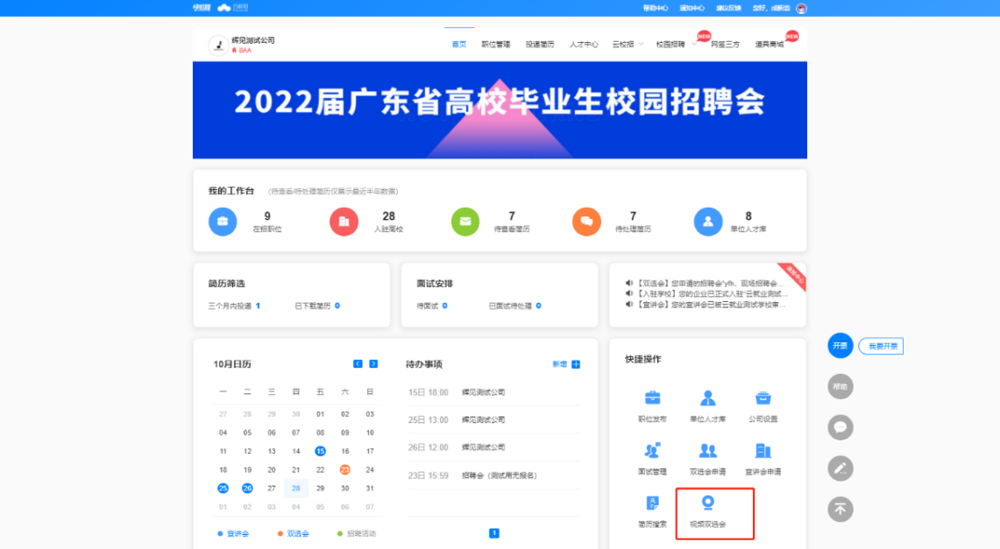 帮助中心 通知中心 建议反馈
辉见测试公司
BAA
首页 职位管理 投递简历 人才中心 云校招 校园招聘 NEW 网签三方 道具商城 NEW
2022届广东省高校毕业生校园招聘会
我的工作台 (待查看/待处理简历仅展示最近半年数据)
9 28 7 7 8
在招职位 入驻高校 待查看简历 待处理简历 单位人才库
简历筛选
三个月内投递 1 已下载简历 0
面试安排
待面试 0 已面试待处理 0
通知中心
【双选会】您申请的招聘会"yfh，现场招聘会...
【入驻学校】您的企业已正式入驻"云就业测试...
【宣讲会】您的宣讲会已被云就业测试学校审...
10月日历 < >
一 二 三 四 五 六 日
27 28 29 30 01 02 03
04 05 06 07 08 09 10
11 12 13 14 15 16 17
18 19 20 21 22 23 24
25 26 27 28 29 30 31
01 02 03 04 05 06 07
宣讲会 双选会 招聘活动
待办事项 新增
15日 18:00 辉见测试公司
25日 13:00 辉见测试公司
26日 12:00 辉见测试公司
23日 15:59 招聘会（测试用无报名）
1
快捷操作
职位发布 单位人才库 公司设置
面试管理 双选会申请 宣讲会申请
简历搜索 视频双选会
开票 我要开票
帮助